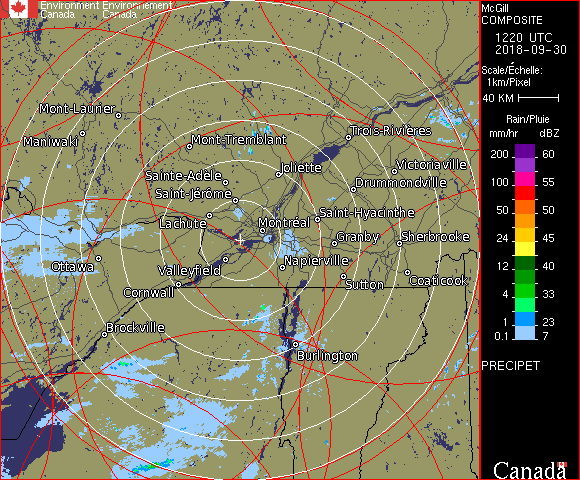 Environment Environnement
Canada Canada
McGill
COMPOSITE
1220 UTC
2018-09-30
Scale/Échelle:
1km/Pixel
40 KM
Rain/Pluie
mm/hr dBZ
200 60
100 55
50 50
24 45
12 40
4 33
1 23
0.1 7
PRECIPET
Canada
Mont-Laurier
Maniwaki
Mont-Tremblant
Trois-Rivières
Joliette
Victoriaville
Sainte-Adèle
Drummondville
Saint-Jérôme
Saint-Hyacinthe
Lachute
Montréal
Granby
Sherbrooke
Ottawa
Valleyfield
Napierville
Sutton
Coaticook
Cornwall
Brockville
Burlington